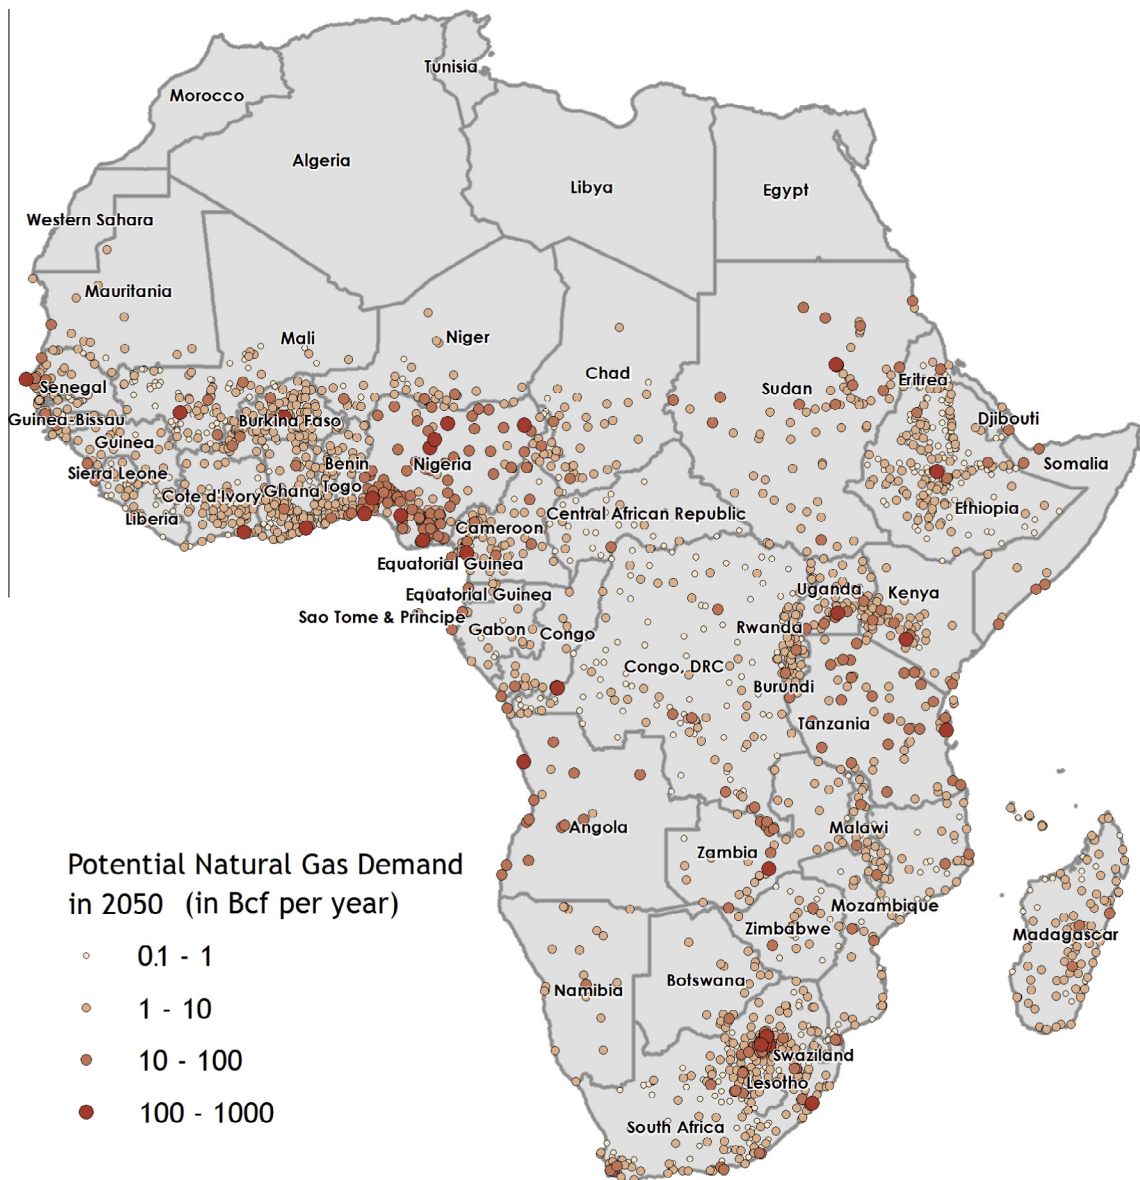 Tunisia
Morocco
Algeria
Libya
Egypt
Western Sahara
Mauritania
Mali
Niger
Chad
Sudan
Eritrea
Senegal
Djibouti
Guinea-Bissau
Burkina Faso
Guinea
Benin
Nigeria
Somalia
Sierra Leone
Cote d'Ivory
Ghana
Togo
Ethiopia
Liberia
Cameroon
Central African Republic
Equatorial Guinea
Uganda
Kenya
Equatorial Guinea
Sao Tome & Principe
Gabon
Congo
Rwanda
Congo, DRC
Burundi
Tanzania
Angola
Malawi
Zambia
Mozambique
Zimbabwe
Madagascar
Botswana
Namibia
Swaziland
Lesotho
South Africa
Potential Natural Gas Demand
in 2050 (in Bcf per year)
0.1 - 1
1 - 10
10 - 100
100 - 1000